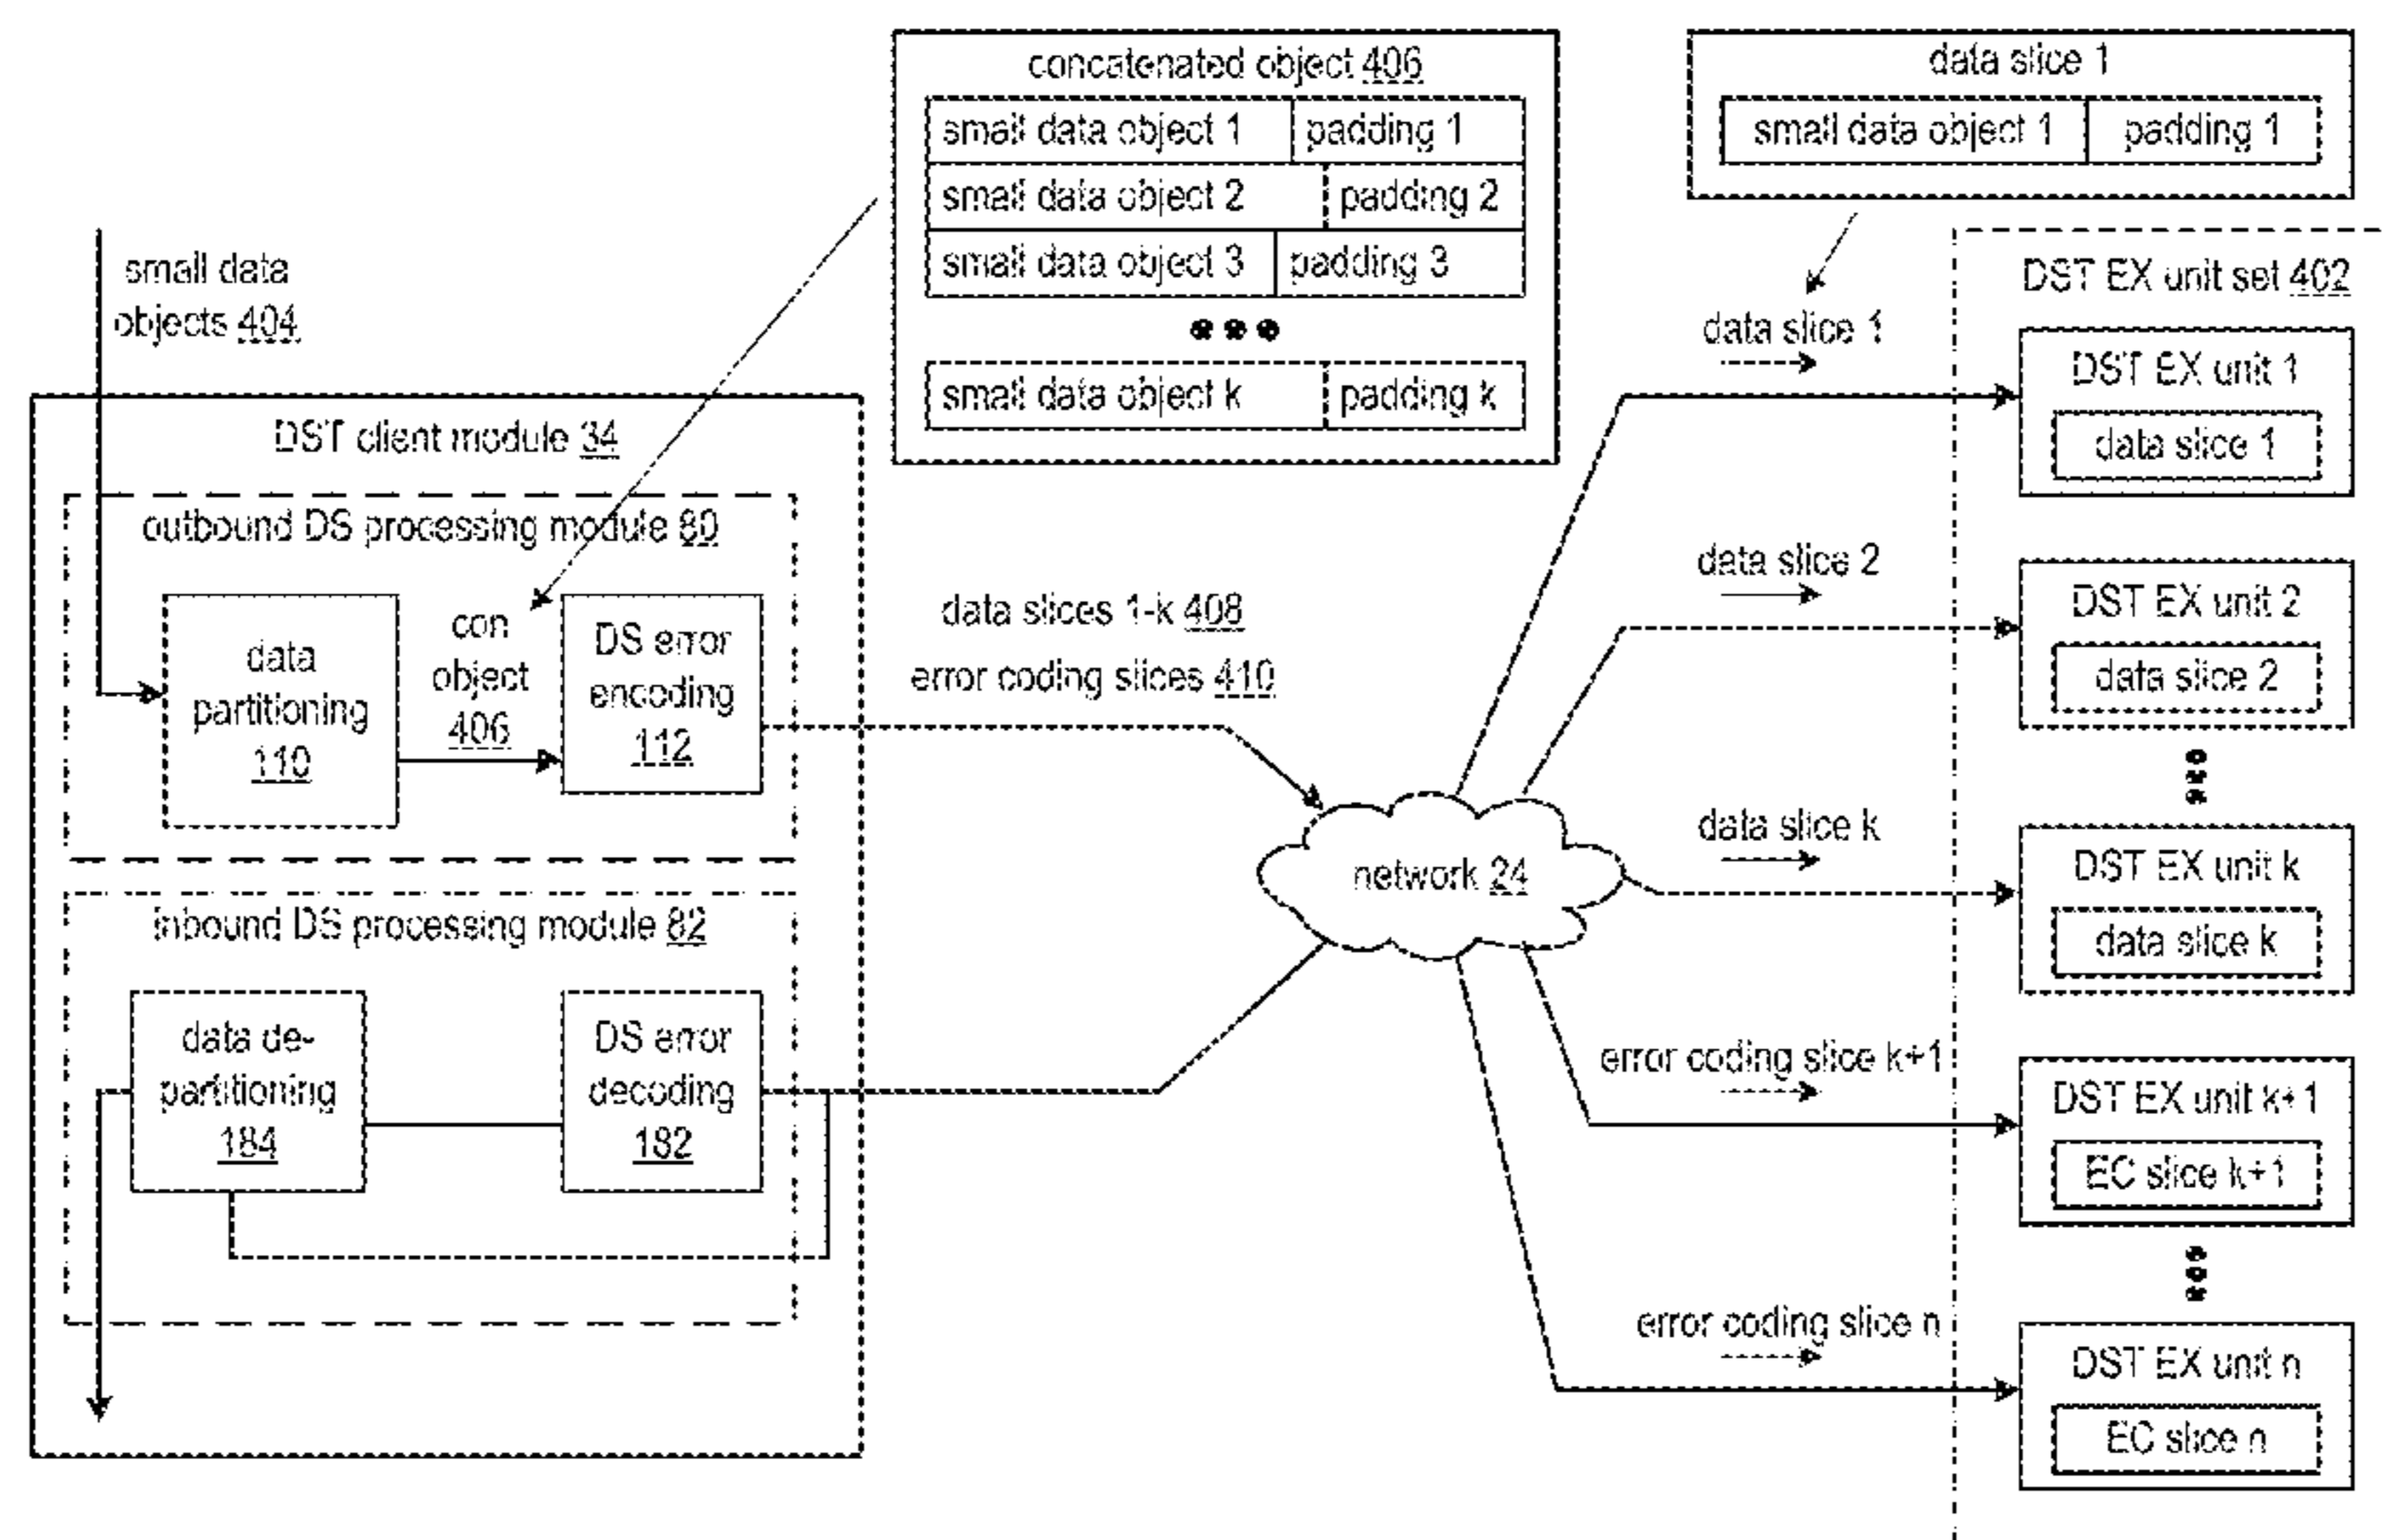 concatenated object 406
small data object 1 padding 1
small data object 2 padding 2
small data object 3 padding 3
small data object k padding k
data slice 1
small data object 1 padding 1
small data
objects 404
DST client module 34
outbound DS processing module 80
data
partitioning
110
con
object
406
DS error
encoding
112
data slices 1-k 408
error coding slices 410
inbound DS processing module 82
data de-
partitioning
184
DS error
decoding
182
network 24
data slice 1
data slice 2
data slice k
error coding slice k+1
error coding slice n
DST EX unit set 402
DST EX unit 1
data slice 1
DST EX unit 2
data slice 2
DST EX unit k
data slice k
DST EX unit k+1
EC slice k+1
DST EX unit n
EC slice n